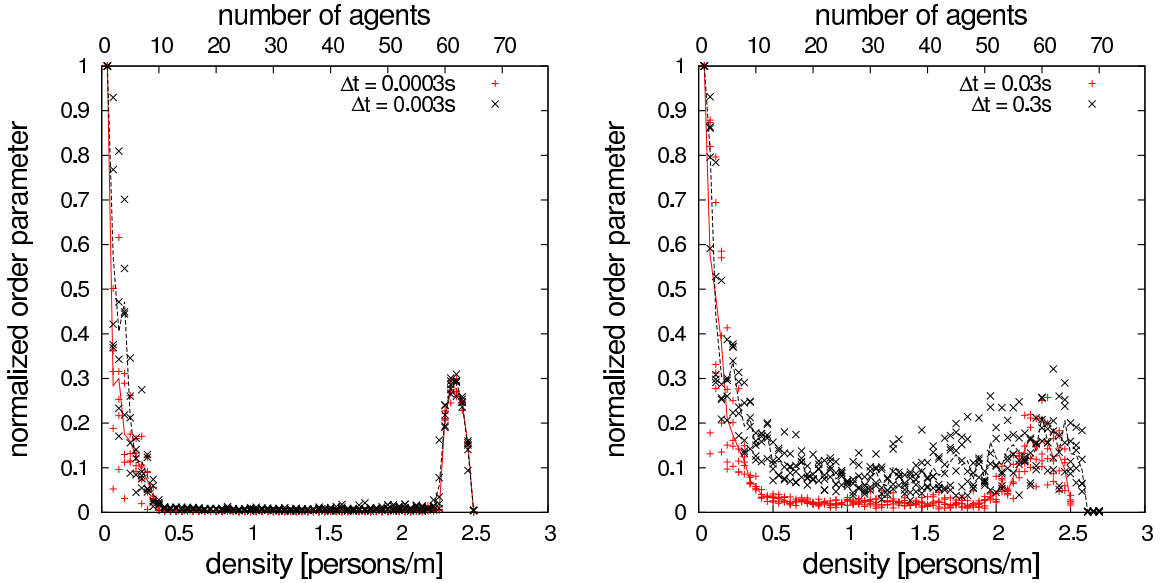 number of agents
0 10 20 30 40 50 60 70
1
0.9
0.8
0.7
0.6
0.5
0.4
0.3
0.2
0.1
0
normalized order parameter
Δt = 0.0003s
Δt = 0.003s
0 0.5 1 1.5 2 2.5 3
density [persons/m]
number of agents
0 10 20 30 40 50 60 70
1
0.9
0.8
0.7
0.6
0.5
0.4
0.3
0.2
0.1
0
normalized order parameter
Δt = 0.03s
Δt = 0.3s
0 0.5 1 1.5 2 2.5 3
density [persons/m]